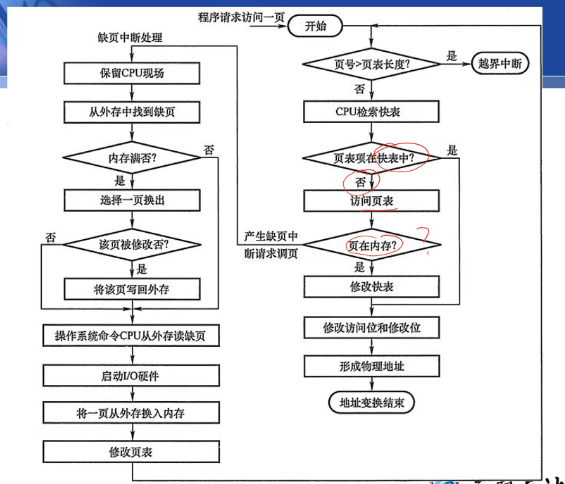 程序请求访问一页
开始
缺页中断处理
保留CPU现场
从外存中找到缺页
内存满否?
否
是
选择一页换出
该页被修改否?
否
是
将该页写回外存
操作系统命令CPU从外存读缺页
启动I/O硬件
将一页从外存换入内存
修改页表
页号>页表长度?
是
越界中断
否
CPU检索快表
页表项在快表中?
是
否
访问页表
产生缺页中
断请求调页
页在内存?
是
修改快表
修改访问位和修改位
形成物理地址
地址变换结束